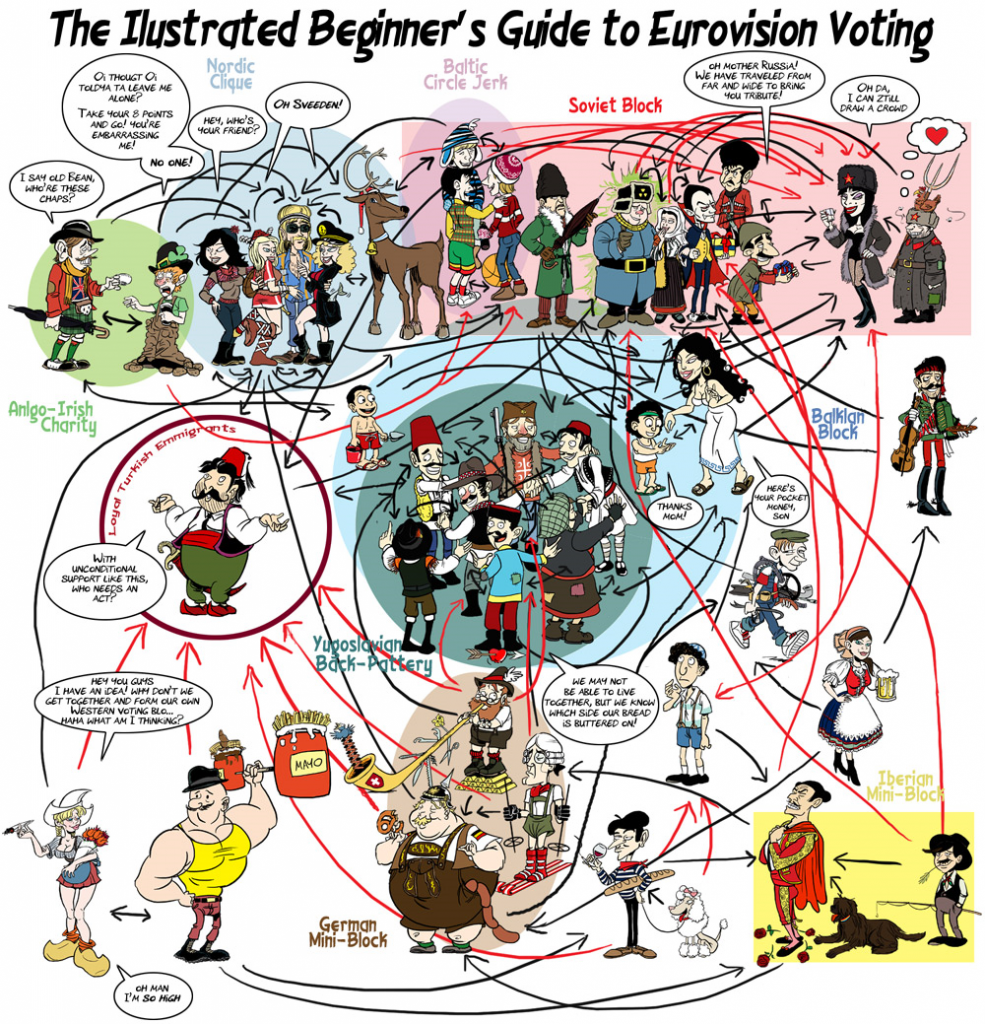 The Ilustrated Beginner's Guide to Eurovision Voting
Oi thougt Oi
toldya ta leave me
alone?
Take your 8 points
and go! You're
embarrassing
me!
Nordic
Clique
Baltic
Circle Jerk
Soviet Block
Oh Mother Russia!
We have traveled from
far and wide to bring
you tribute!
Oh da,
I can ztill
draw a crowd
No one!
Hey, who's
your friend?
Oh Sveeden!
I say old Bean,
who're these
chaps?
Anlgo-Irish
Charity
Loyal Turkish Emmigrants
With
unconditional
support like this,
who needs an
act?
Balklan
Block
Thanks
Mom!
Here's
your pocket
money,
son
Yugoslavian
Back-Pattery
We may not
be able to live
together, but we know
which side our bread
is buttered on!
Hey you guys
I have an idea! Why don't we
get together and form our own
Western voting blo...
haha what am I thinking?
MAYO
Iberian
Mini-Block
German
Mini-Block
Oh man
I'm so high